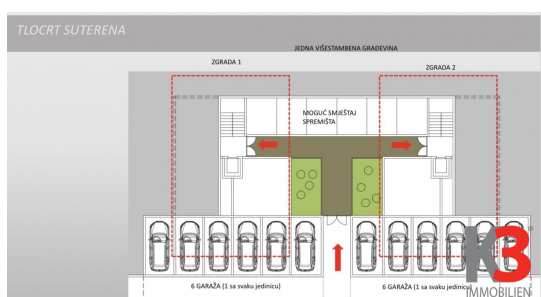 TLOCRT SUTERENA
JEDNA VIŠESTAMBENA GRAĐEVINA
ZGRADA 1
ZGRADA 2
MOGUĆ SMJEŠTAJ
SPREMIŠTA
6 GARAŽA (1 sa svaku jedinicu)
6 GARAŽA (1 sa svaku jedinicu)
K3
IMMOBILIEN